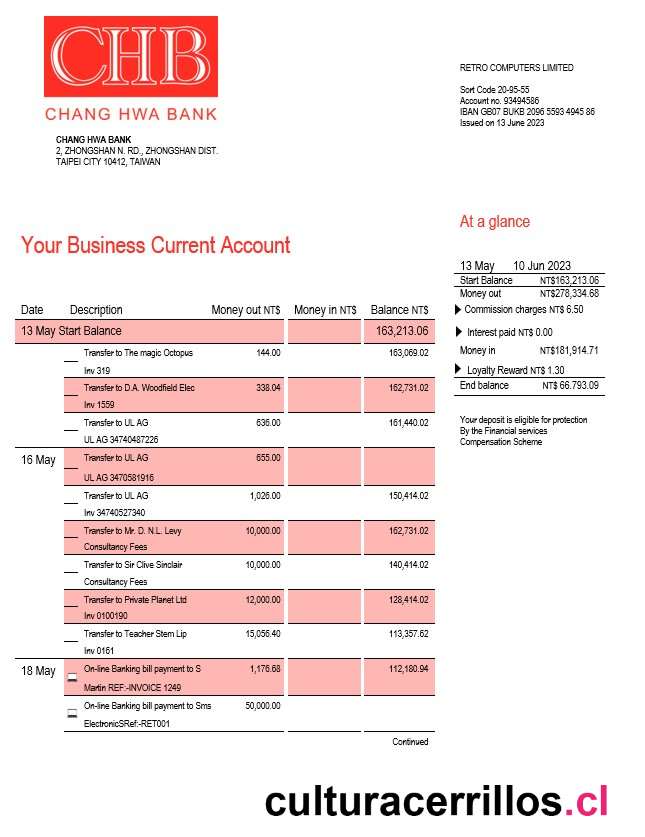 CHB
CHANG HWA BANK
CHANG HWA BANK
2, ZHONGSHAN N. RD., ZHONGSHAN DIST.
TAIPEI CITY 10412, TAIWAN
RETRO COMPUTERS LIMITED
Sort Code 20-95-55
Account no. 93494586
IBAN GB07 BUKB 2096 5593 4945 86
Issued on 13 June 2023
At a glance
13 May 10 Jun 2023
Start Balance NT$163,213.06
Money out NT$278,334.68
Commission charges NT$ 6.50
Interest paid NT$ 0.00
Money in NT$181,914.71
Loyalty Reward NT$ 1.30
End balance NT$ 66.793.09
Your deposit is eligible for protection
By the Financial services
Compensation Scheme
Your Business Current Account
Date Description Money out NT$ Money in NT$ Balance NT$
13 May Start Balance 163,213.06
Transfer to The magic Octopus 144.00 163,069.02
Inv 319
Transfer to D.A. Woodfield Elec 338.04 162,731.02
Inv 1559
Transfer to UL AG 636.00 161,440.02
UL AG 34740487226
16 May Transfer to UL AG 655.00
UL AG 3470581916
Transfer to UL AG 1,026.00 150,414.02
Inv 34740527340
Transfer to Mr. D. N.L. Levy 10,000.00 162,731.02
Consultancy Fees
Transfer to Sir Clive Sinclair 10,000.00 140,414.02
Consultancy Fees
Transfer to Private Planet Ltd 12,000.00 128,414.02
Inv 0100190
Transfer to Teacher Stem Lip 15,056.40 113,357.62
Inv 0161
18 May On-line Banking bill payment to S 1,176.68 112,180.94
Martin REF:-INVOICE 1249
On-line Banking bill payment to Sms 50,000.00
ElectronicSRef:-RET001
Continued
culturacerrillos.cl